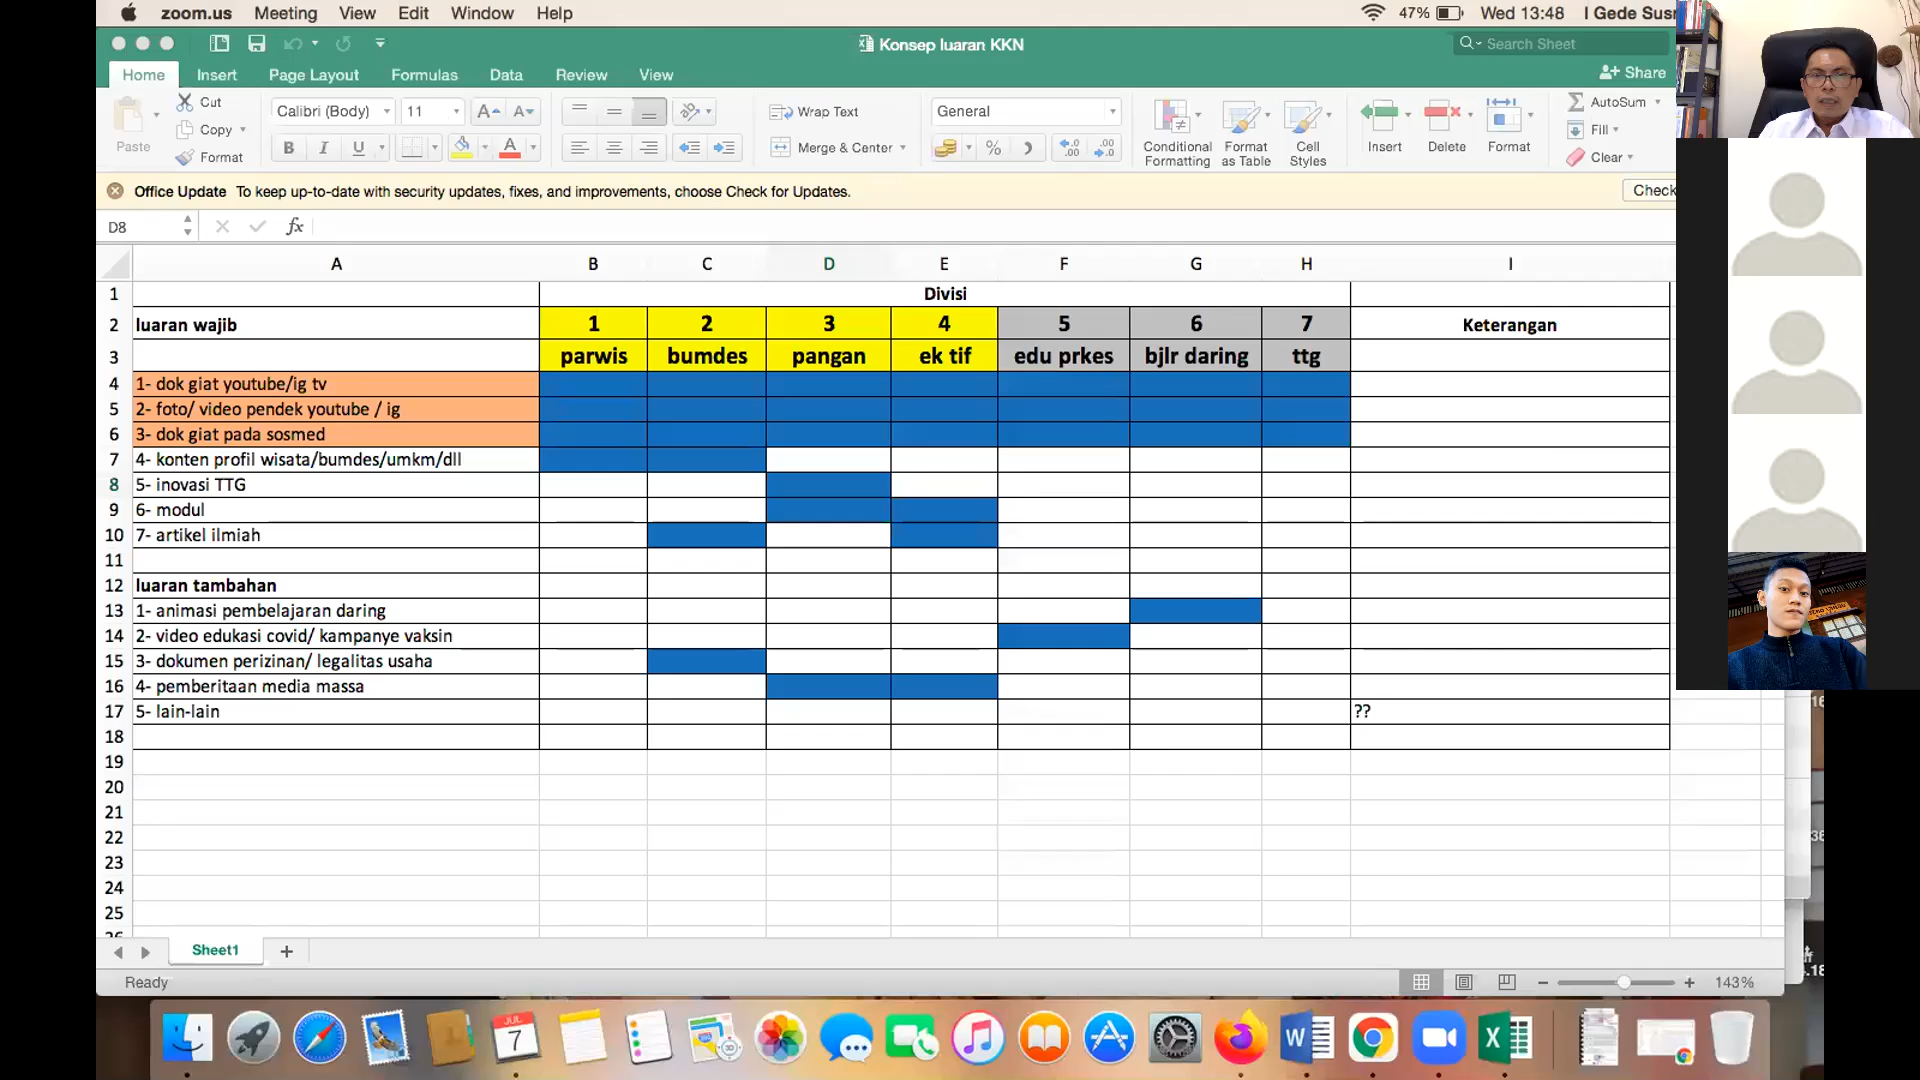 zoom.us Meeting View Edit Window Help 47% Wed 13:48 I Gede Susr
Konsep luaran KKN
Search Sheet
Home Insert Page Layout Formulas Data Review View
Share
Paste
Cut
Copy
Format
Calibri (Body) 11
Wrap Text
Merge & Center
General
Conditional Formatting
Format as Table
Cell Styles
Insert
Delete
Format
AutoSum
Fill
Clear
Office Update To keep up-to-date with security updates, fixes, and improvements, choose Check for Updates.
Check
D8 fx
A B C D E F G H I
1 Divisi
2 luaran wajib 1 2 3 4 5 6 7 Keterangan
3 parwis bumdes pangan ek tif edu prkes bjlr daring ttg
4 1- dok giat youtube/ig tv
5 2- foto/ video pendek youtube / ig
6 3- dok giat pada sosmed
7 4- konten profil wisata/bumdes/umkm/dll
8 5- inovasi TTG
9 6- modul
10 7- artikel ilmiah
11
12 luaran tambahan
13 1- animasi pembelajaran daring
14 2- video edukasi covid/ kampanye vaksin
15 3- dokumen perizinan/ legalitas usaha
16 4- pemberitaan media massa
17 5- lain-lain ??
18
19
20
21
22
23
24
25
Sheet1
Ready
143%
JUL
7